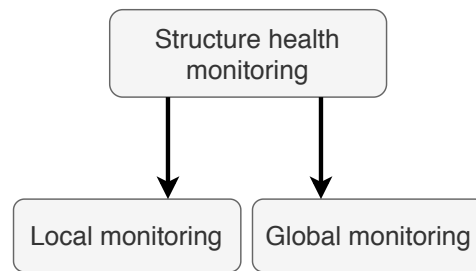 Structure health
monitoring
Local monitoring
Global monitoring